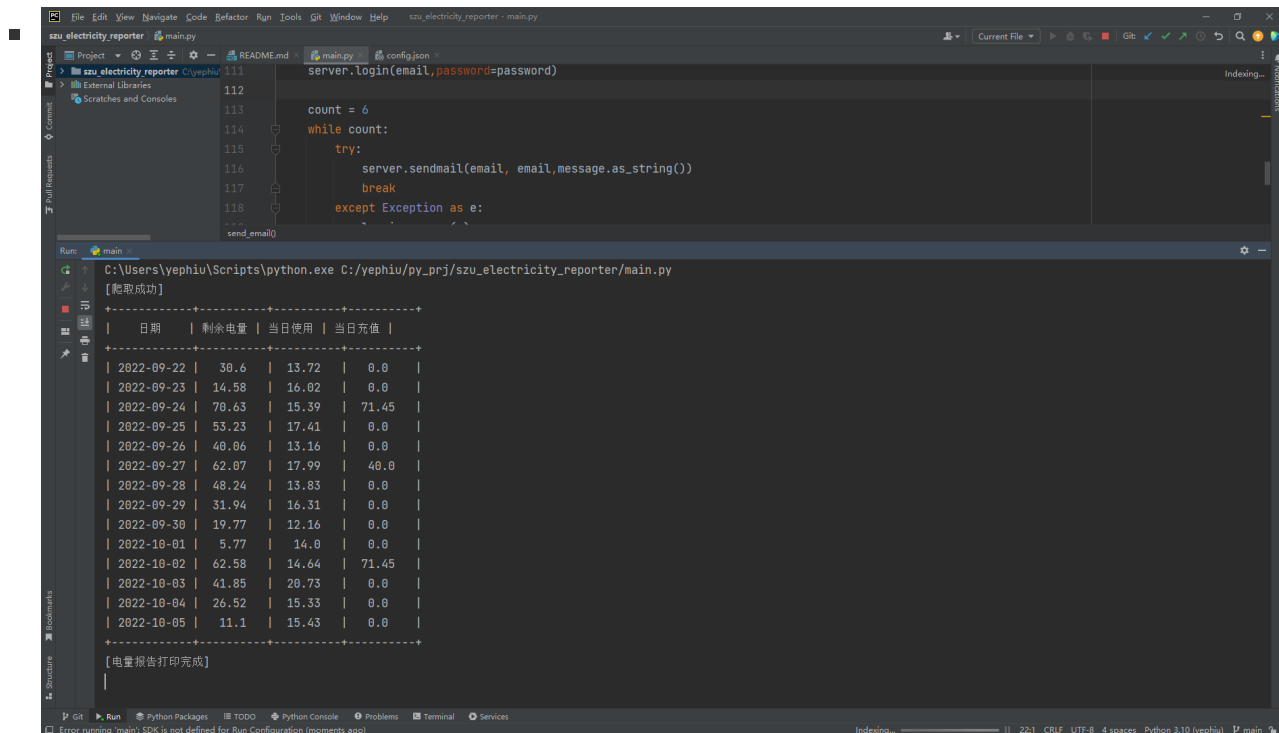 PC File Edit View Navigate Code Refactor Run Tools Git Window Help szu_electricity_reporter - main.py
szu_electricity_reporter main.py Current File Git:
Project README.md main.py config.json
szu_electricity_reporter C:\yephiu\
External Libraries
Scratches and Consoles
Indexing...
111 server.login(email,password=password)
112
113 count = 6
114 while count:
115 try:
116 server.sendmail(email, email,message.as_string())
117 break
118 except Exception as e:
send_email()
Project
Commit
Pull Requests
Notifications
Run: main
C:\Users\yephiu\Scripts\python.exe C:/yephiu/py_prj/szu_electricity_reporter/main.py
[爬取成功]
+------------+----------+----------+----------+
| 日期 | 剩余电量 | 当日使用 | 当日充值 |
+------------+----------+----------+----------+
| 2022-09-22 | 30.6 | 13.72 | 0.0 |
| 2022-09-23 | 14.58 | 16.02 | 0.0 |
| 2022-09-24 | 70.63 | 15.39 | 71.45 |
| 2022-09-25 | 53.23 | 17.41 | 0.0 |
| 2022-09-26 | 40.06 | 13.16 | 0.0 |
| 2022-09-27 | 62.07 | 17.99 | 40.0 |
| 2022-09-28 | 48.24 | 13.83 | 0.0 |
| 2022-09-29 | 31.94 | 16.31 | 0.0 |
| 2022-09-30 | 19.77 | 12.16 | 0.0 |
| 2022-10-01 | 5.77 | 14.0 | 0.0 |
| 2022-10-02 | 62.58 | 14.64 | 71.45 |
| 2022-10-03 | 41.85 | 20.73 | 0.0 |
| 2022-10-04 | 26.52 | 15.33 | 0.0 |
| 2022-10-05 | 11.1 | 15.43 | 0.0 |
+------------+----------+----------+----------+
[电量报告打印完成]
Bookmarks
Structure
Git Run Python Packages TODO Python Console Problems Terminal Services
Error running 'main': SDK is not defined for Run Configuration (moments ago) Indexing... 22:1 CRLF UTF-8 4 spaces Python 3.10 (yephiu) main